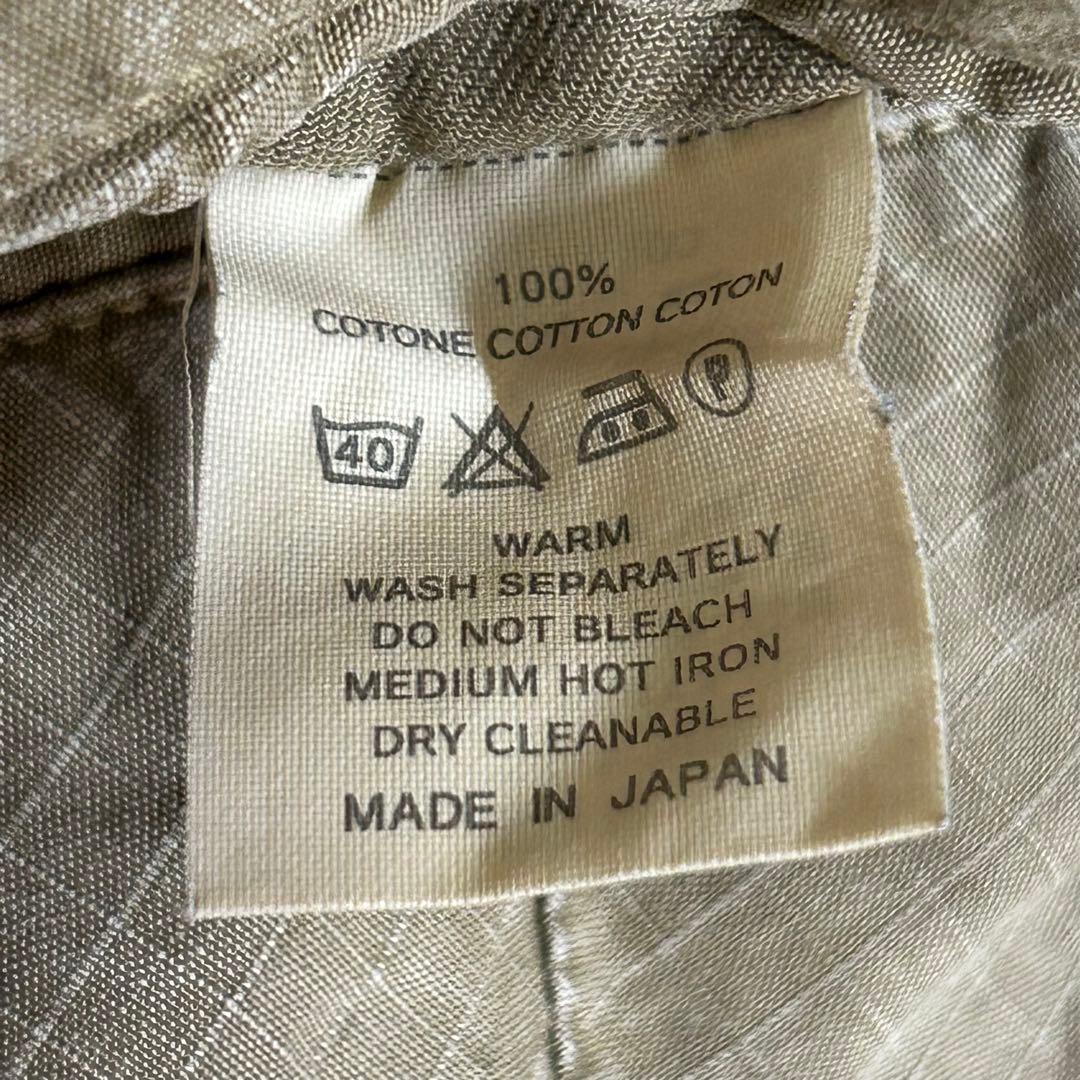 100%
COTONE COTTON COTON
40 P
WARM
WASH SEPARATELY
DO NOT BLEACH
MEDIUM HOT IRON
DRY CLEANABLE
MADE IN JAPAN